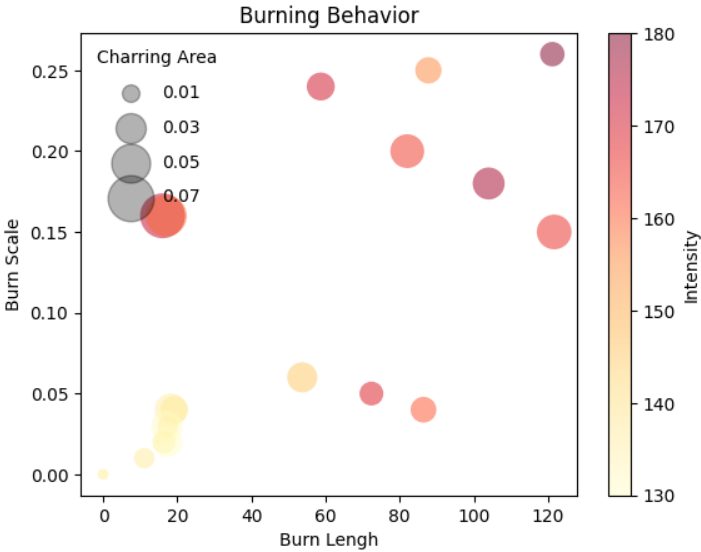 Burning Behavior
Charring Area
0.01
0.03
0.05
0.07
0.25
0.20
0.15
0.10
0.05
0.00
Burn Scale
0 20 40 60 80 100 120
Burn Lengh
180
170
160
150
140
130
Intensity